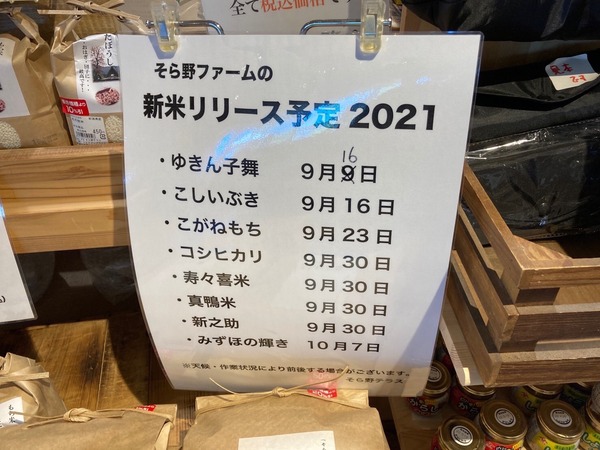 全て税込価格で
そら野ファームの
新米リリース予定 2021
・ゆきん子舞 9月9日
16
・こしいぶき 9月16日
・こがねもち 9月23日
・コシヒカリ 9月30日
・寿々喜米 9月30日
・真鴨米 9月30日
・新之助 9月30日
・みずほの輝き 10月7日
※天候・作業状況により前後する場合がございます。
そら野テラス
10%引